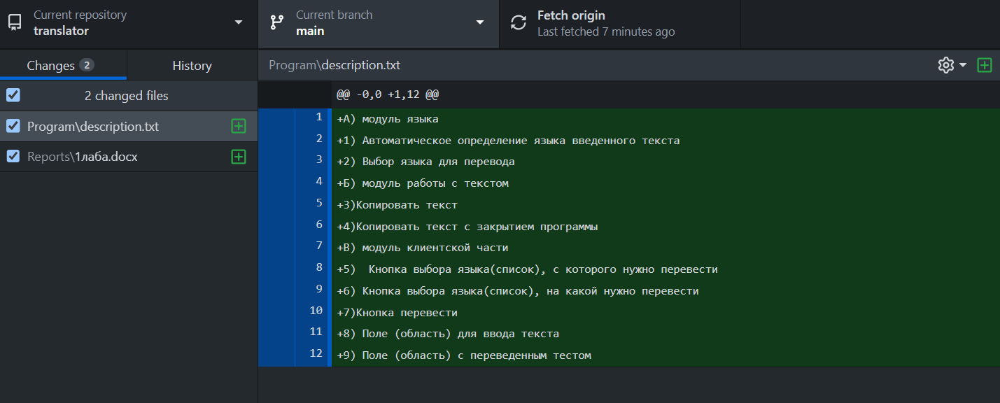 Current repository
translator
Current branch
main
Fetch origin
Last fetched 7 minutes ago
Changes 2
History
2 changed files
Program\description.txt
Reports\1лаба.docx
Program\description.txt
@@ -0,0 +1,12 @@
1 +А) модуль языка
2 +1) Автоматическое определение языка введенного текста
3 +2) Выбор языка для перевода
4 +Б) модуль работы с текстом
5 +3)Копировать текст
6 +4)Копировать текст с закрытием программы
7 +В) модуль клиентской части
8 +5)  Кнопка выбора языка(список), с которого нужно перевести
9 +6) Кнопка выбора языка(список), на какой нужно перевести
10 +7)Кнопка перевести
11 +8) Поле (область) для ввода текста
12 +9) Поле (область) с переведенным тестом